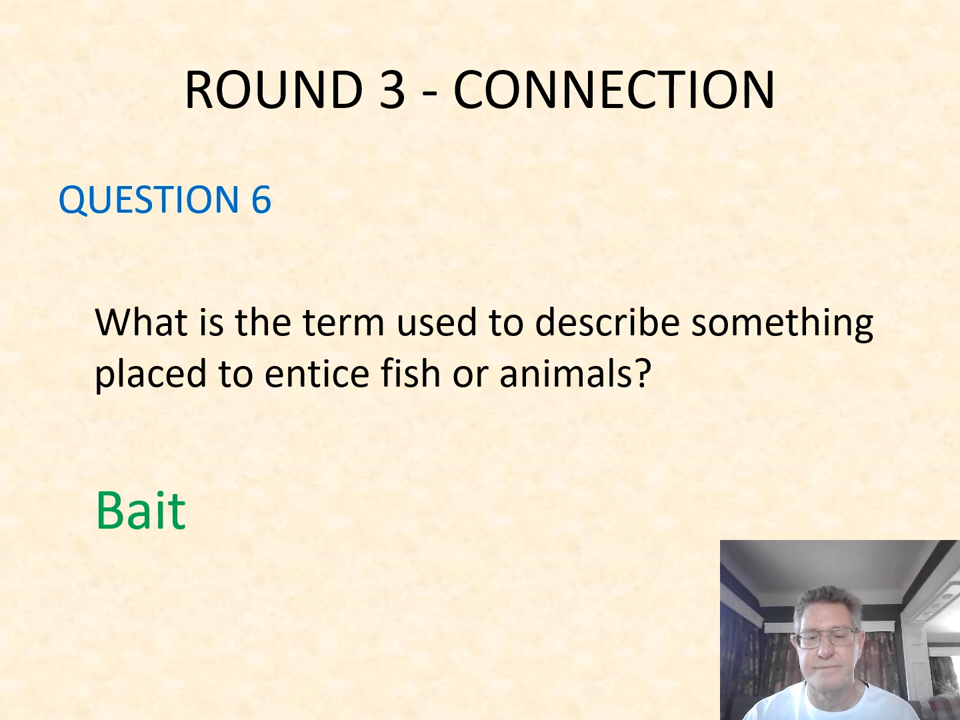 ROUND 3 - CONNECTION
QUESTION 6
What is the term used to describe something
placed to entice fish or animals?
Bait